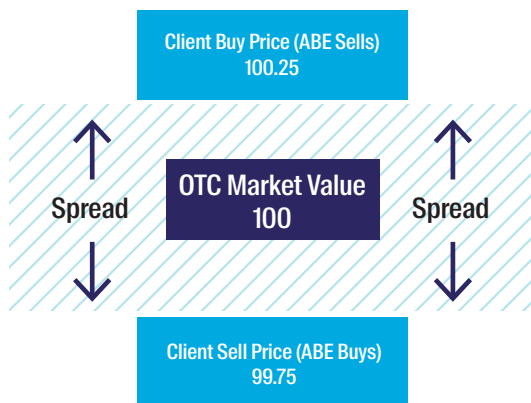 Client Buy Price (ABE Sells)
100.25
OTC Market Value
100
Spread
Spread
Client Sell Price (ABE Buys)
99.75